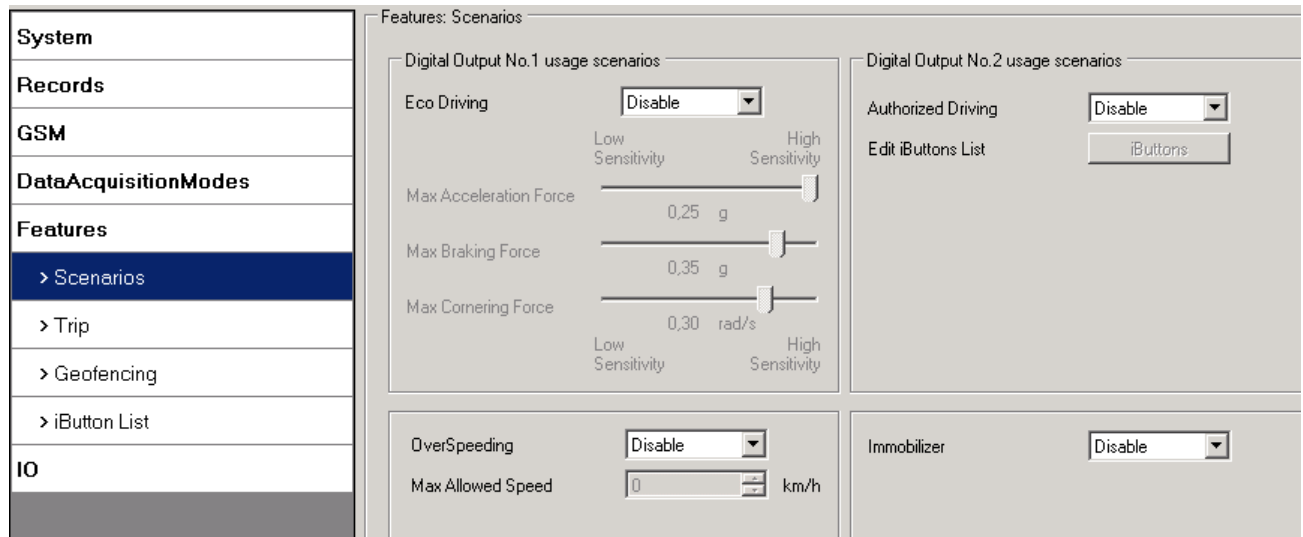 System
Records
GSM
DataAcquisitionModes
Features
> Scenarios
> Trip
> Geofencing
> iButton List
IO
Features: Scenarios
Digital Output No.1 usage scenarios
Eco Driving
Disable
Low Sensitivity
High Sensitivity
Max Acceleration Force
0,25 g
Max Braking Force
0,35 g
Max Cornering Force
0,30 rad/s
Low Sensitivity
High Sensitivity
Digital Output No.2 usage scenarios
Authorized Driving
Disable
Edit iButtons List
iButtons
OverSpeeding
Disable
Max Allowed Speed
0
km/h
Immobilizer
Disable